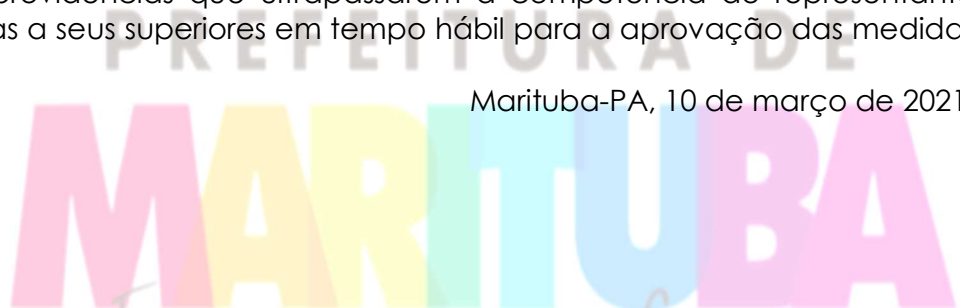 providências que ultrapassarem a competência do representante
as a seus superiores em tempo hábil para a aprovação das medida
PREFEITURA DE
Marituba-PA, 10 de março de 2021
MARITUBA